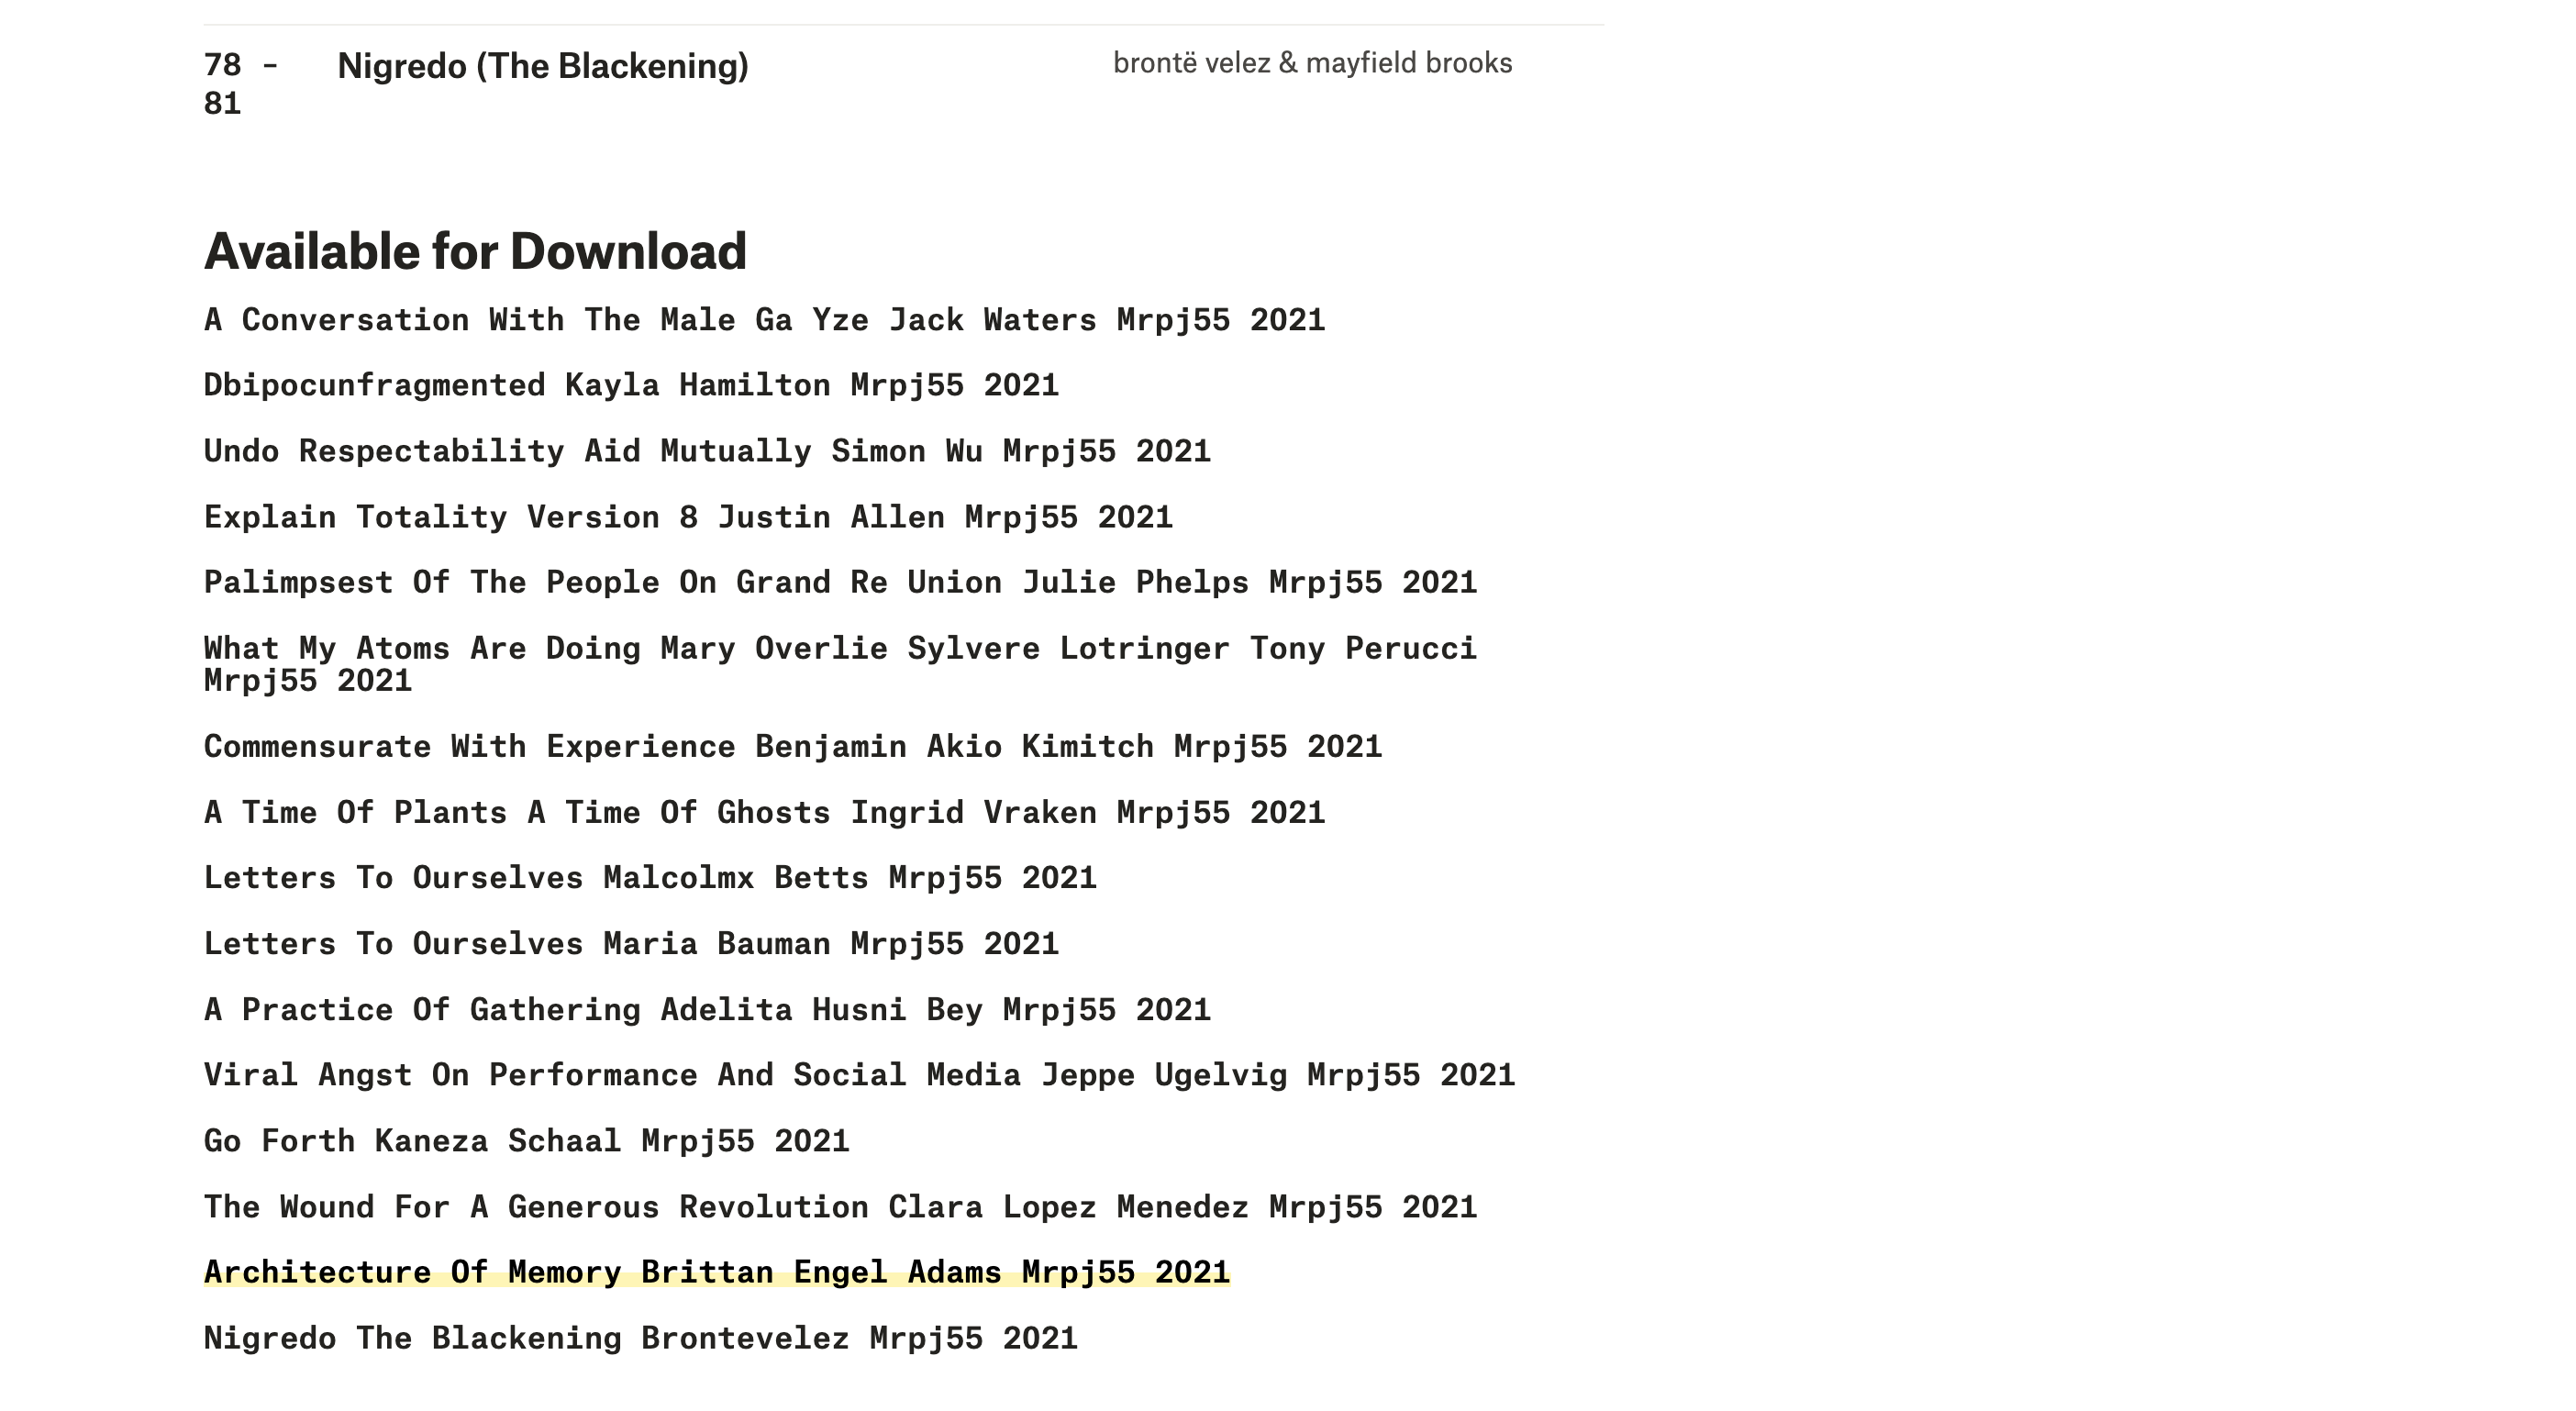 78 – Nigredo (The Blackening) brontë velez & mayfield brooks
81
Available for Download
A Conversation With The Male Ga Yze Jack Waters Mrpj55 2021
Dbipocunfragmented Kayla Hamilton Mrpj55 2021
Undo Respectability Aid Mutually Simon Wu Mrpj55 2021
Explain Totality Version 8 Justin Allen Mrpj55 2021
Palimpsest Of The People On Grand Re Union Julie Phelps Mrpj55 2021
What My Atoms Are Doing Mary Overlie Sylvere Lotringer Tony Perucci
Mrpj55 2021
Commensurate With Experience Benjamin Akio Kimitch Mrpj55 2021
A Time Of Plants A Time Of Ghosts Ingrid Vraken Mrpj55 2021
Letters To Ourselves Malcolmx Betts Mrpj55 2021
Letters To Ourselves Maria Bauman Mrpj55 2021
A Practice Of Gathering Adelita Husni Bey Mrpj55 2021
Viral Angst On Performance And Social Media Jeppe Ugelvig Mrpj55 2021
Go Forth Kaneza Schaal Mrpj55 2021
The Wound For A Generous Revolution Clara Lopez Menedez Mrpj55 2021
Architecture Of Memory Brittan Engel Adams Mrpj55 2021
Nigredo The Blackening Brontevelez Mrpj55 2021